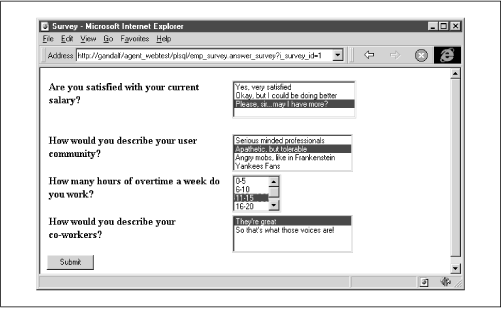 Survey - Microsoft Internet Explorer
File Edit View Go Favorites Help
Address http://gandalf/agent_webtest/plsql/emp_survey.answer_survey?i_survey_id=1
Are you satisfied with your current
salary?
Yes, very satisfied
Okay, but I could be doing better
Please, sir...may I have more?
How would you describe your user
community?
Serious minded professionals
Apathetic, but tolerable
Angry mobs, like in Frankenstein
Yankees Fans
How many hours of overtime a week do
you work?
0-5
6-10
11-15
16-20
How would you describe your
co-workers?
They're great
So that's what those voices are!
Submit